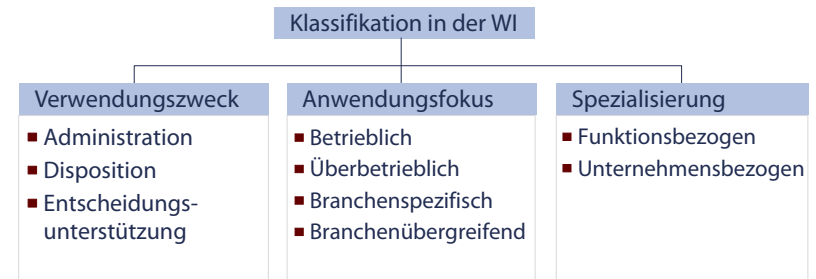 Klassifikation in der WI
Verwendungszweck
Administration
Disposition
Entscheidungs-
unterstützung
Anwendungsfokus
Betrieblich
Überbetrieblich
Branchenspezifisch
Branchenübergreifend
Spezialisierung
Funktionsbezogen
Unternehmensbezogen